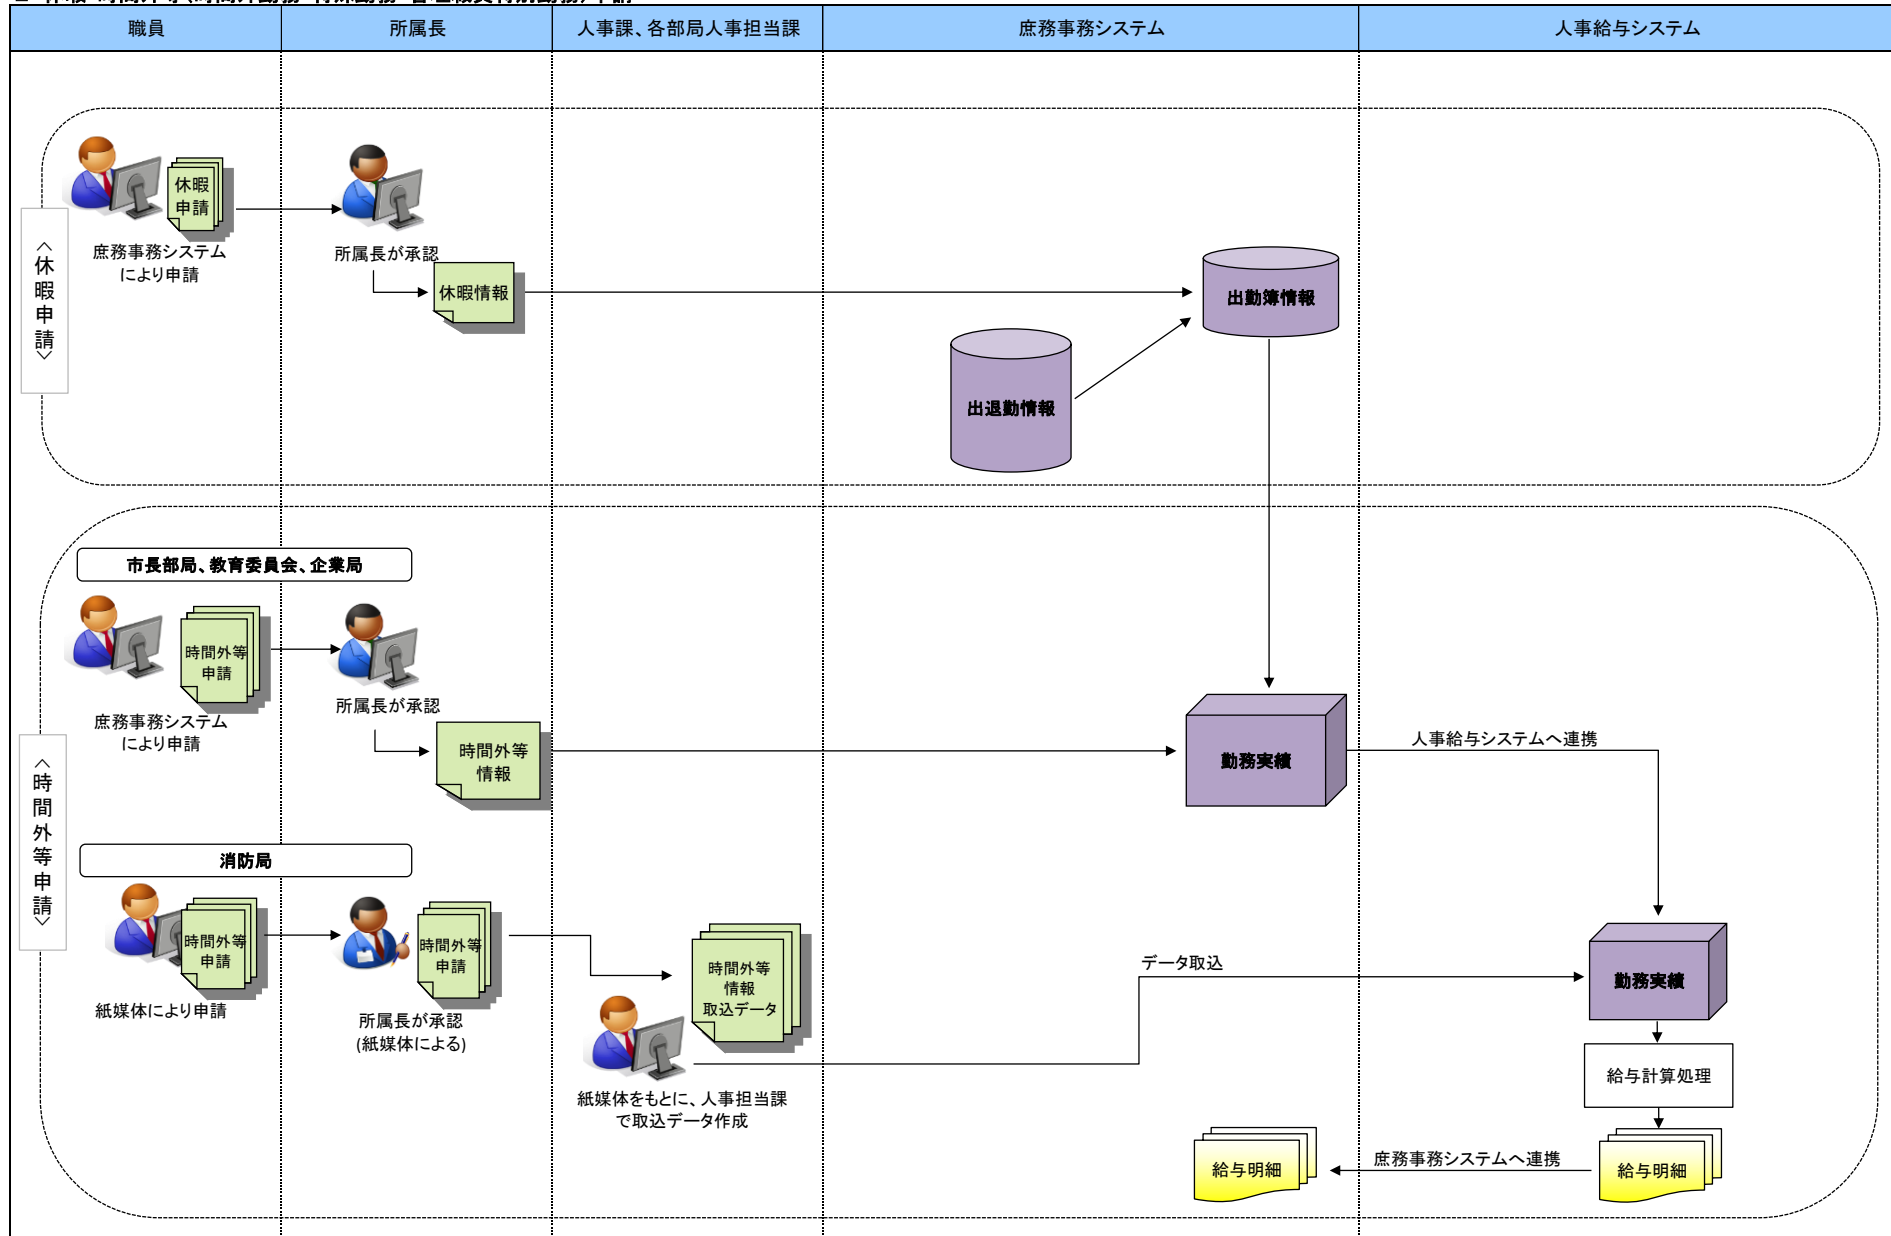 職員
所属長
人事課、各部局人事担当課
庶務事務システム
人事給与システム
〈休暇申請〉
休暇
申請
庶務事務システム
により申請
所属長が承認
休暇情報
出勤簿情報
出退勤情報
〈時間外等申請〉
市長部局、教育委員会、企業局
時間外等
申請
庶務事務システム
により申請
所属長が承認
時間外等
情報
勤務実績
人事給与システムへ連携
消防局
時間外等
申請
紙媒体により申請
時間外等
申請
所属長が承認
(紙媒体による)
時間外等
情報
取込データ
紙媒体をもとに、人事担当課
で取込データ作成
データ取込
勤務実績
給与計算処理
給与明細
庶務事務システムへ連携
給与明細